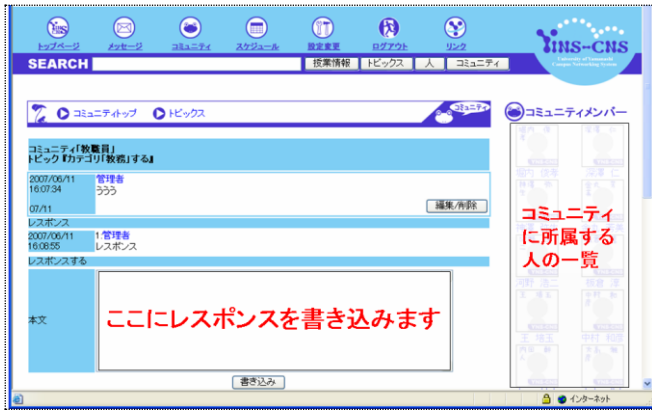 トップページ メッセージ コミュニティ スケジュール 設定変更 ログアウト リンク
YINS-CNS
University of Yamanashi
Campus Networking System
SEARCH 授業情報 トピックス 人 コミュニティ
コミュニティトップ トピックス
コミュニティ
コミュニティメンバー
コミュニティ「教職員」
トピック『カテゴリ「教務」する』
2007/06/11 管理者
16:07:34 ううう
07/11 編集/削除
レスポンス
2007/06/11 1:管理者
16:08:55 レスポンス
レスポンスする
本文
ここにレスポンスを書き込みます
書き込み
コミュニティ
に所属する
人の一覧
インターネット